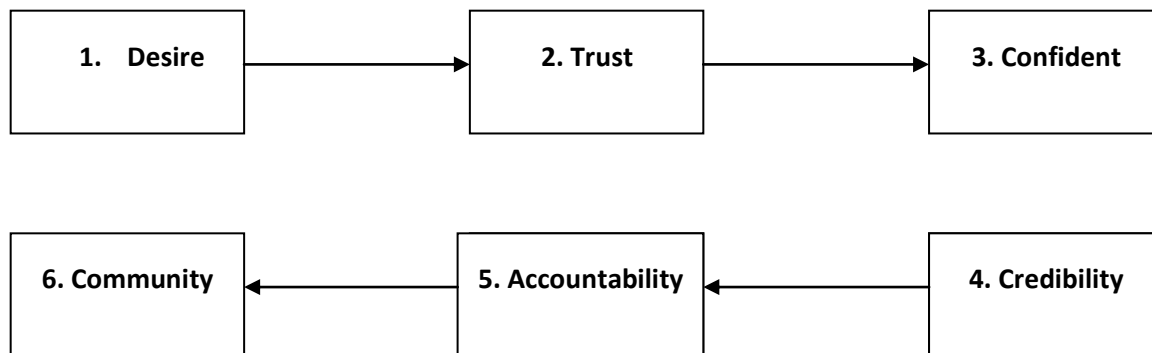 1. Desire
2. Trust
3. Confident
4. Credibility
5. Accountability
6. Community